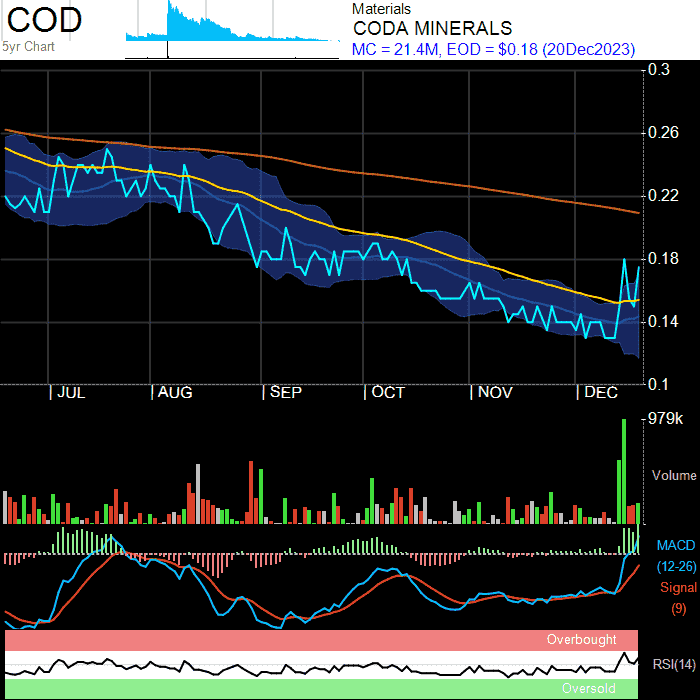 COD
5yr Chart
Materials
CODA MINERALS
MC = 21.4M, EOD = $0.18 (20Dec2023)
0.3
0.26
0.22
0.18
0.14
0.1
| JUL | AUG | SEP | OCT | NOV | DEC
979k
Volume
MACD
(12-26)
Signal
(9)
Overbought
RSI(14)
Oversold